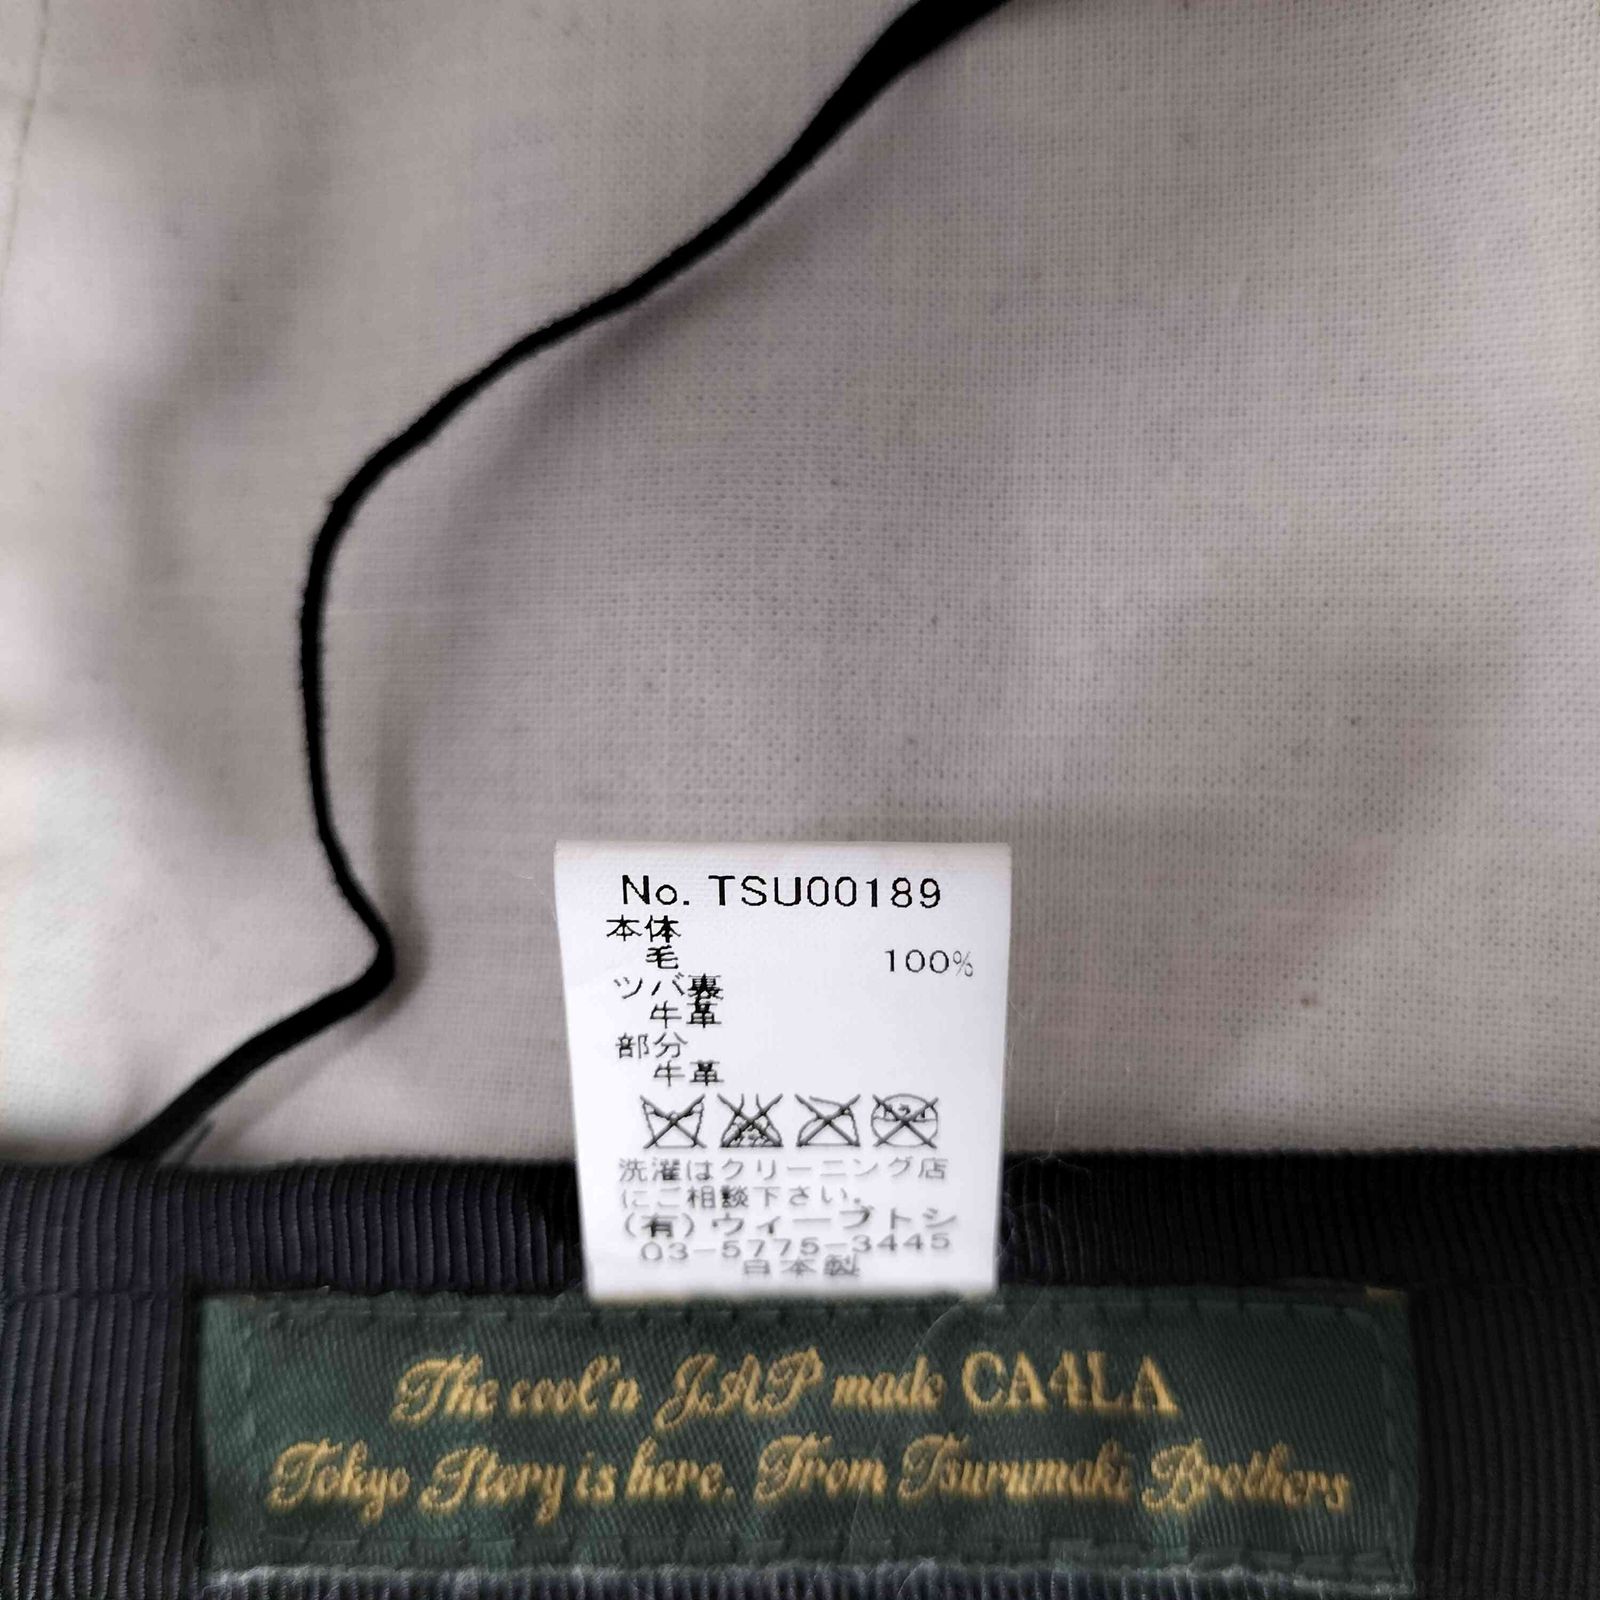 No. TSU00189
本体
毛 100%
ツバ裏
牛革
部分
牛革
ドライ
洗濯はクリーニング店
にご相談下さい。
(有)ウィーブトシ
03-5775-3445
日本製
The cool'n JAP made CA4LA
Tokyo Story is here. From Tsurumaki Brothers